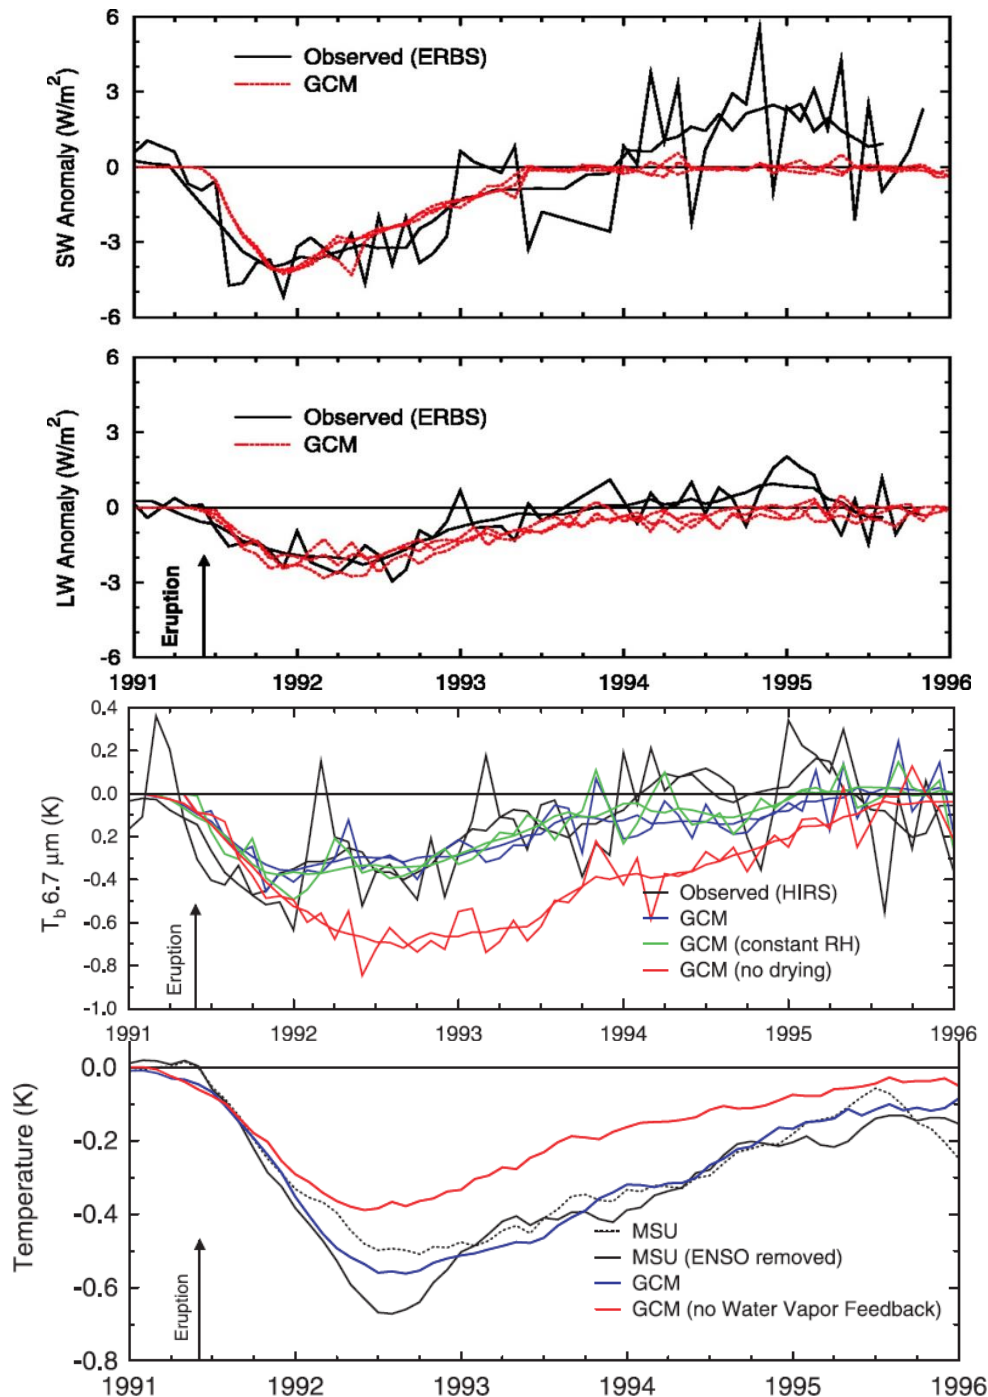 6
3
0
-3
-6
SW Anomaly (W/m²)
Observed (ERBS)
GCM
6
3
0
-3
-6
LW Anomaly (W/m²)
Observed (ERBS)
GCM
Eruption
1991 1992 1993 1994 1995 1996
0.4
0.2
0.0
0.2
-0.4
-0.6
-0.8
-1.0
T_b 6.7 μm (K)
Eruption
Observed (HIRS)
GCM
GCM (constant RH)
GCM (no drying)
1991 1992 1993 1994 1995 1996
0.0
-0.2
-0.4
-0.6
-0.8
Temperature (K)
Eruption
MSU
MSU (ENSO removed)
GCM
GCM (no Water Vapor Feedback)
1991 1992 1993 1994 1995 1996